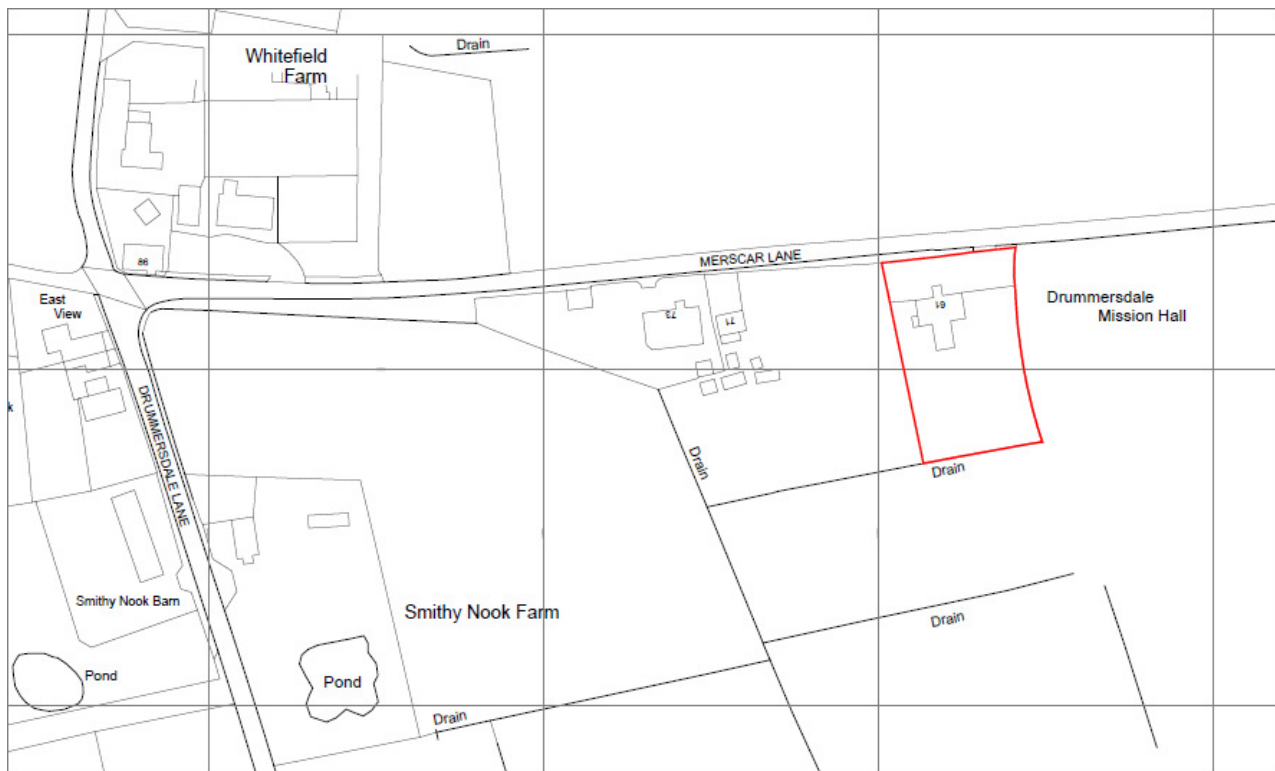 Drain
Whitefield
Farm
86
MERSCAR LANE
East
View
73
71
61
Drummersdale
Mission Hall
k
DRUMMERSDALE LANE
Drain
Drain
Smithy Nook Barn
Smithy Nook Farm
Drain
Pond
Pond
Drain